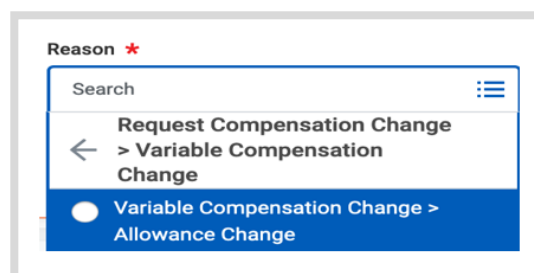 Reason *
Search
Request Compensation Change
> Variable Compensation
Change
Variable Compensation Change >
Allowance Change